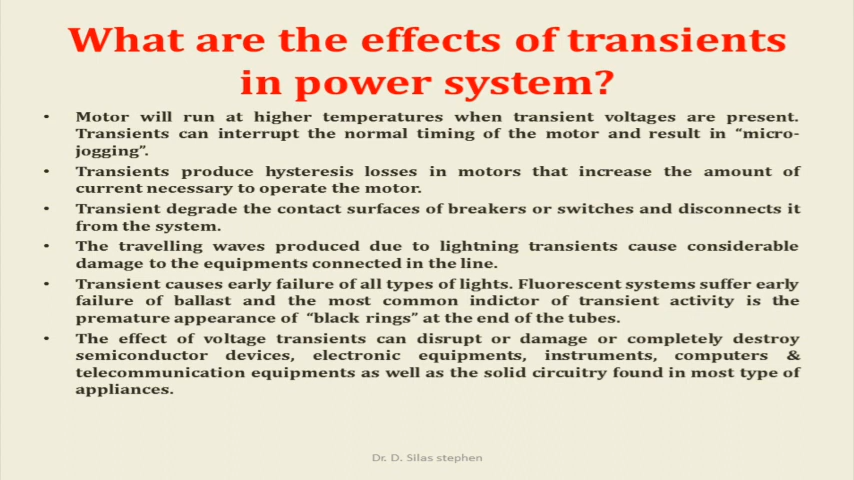 What are the effects of transients
in power system?
• Motor will run at higher temperatures when transient voltages are present.
Transients can interrupt the normal timing of the motor and result in “micro-
jogging”.
• Transients produce hysteresis losses in motors that increase the amount of
current necessary to operate the motor.
• Transient degrade the contact surfaces of breakers or switches and disconnects it
from the system.
• The travelling waves produced due to lightning transients cause considerable
damage to the equipments connected in the line.
• Transient causes early failure of all types of lights. Fluorescent systems suffer early
failure of ballast and the most common indictor of transient activity is the
premature appearance of “black rings” at the end of the tubes.
• The effect of voltage transients can disrupt or damage or completely destroy
semiconductor devices, electronic equipments, instruments, computers &
telecommunication equipments as well as the solid circuitry found in most type of
appliances.
Dr. D. Silas stephen